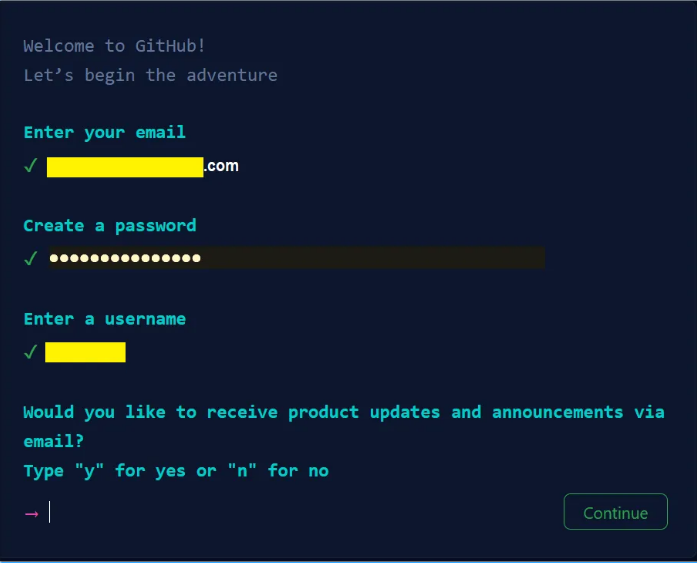 Welcome to GitHub!
Let’s begin the adventure
Enter your email
✓ .com
Create a password
✓ ●●●●●●●●●●●●●●●
Enter a username
✓
Would you like to receive product updates and announcements via
email?
Type "y" for yes or "n" for no
→
Continue